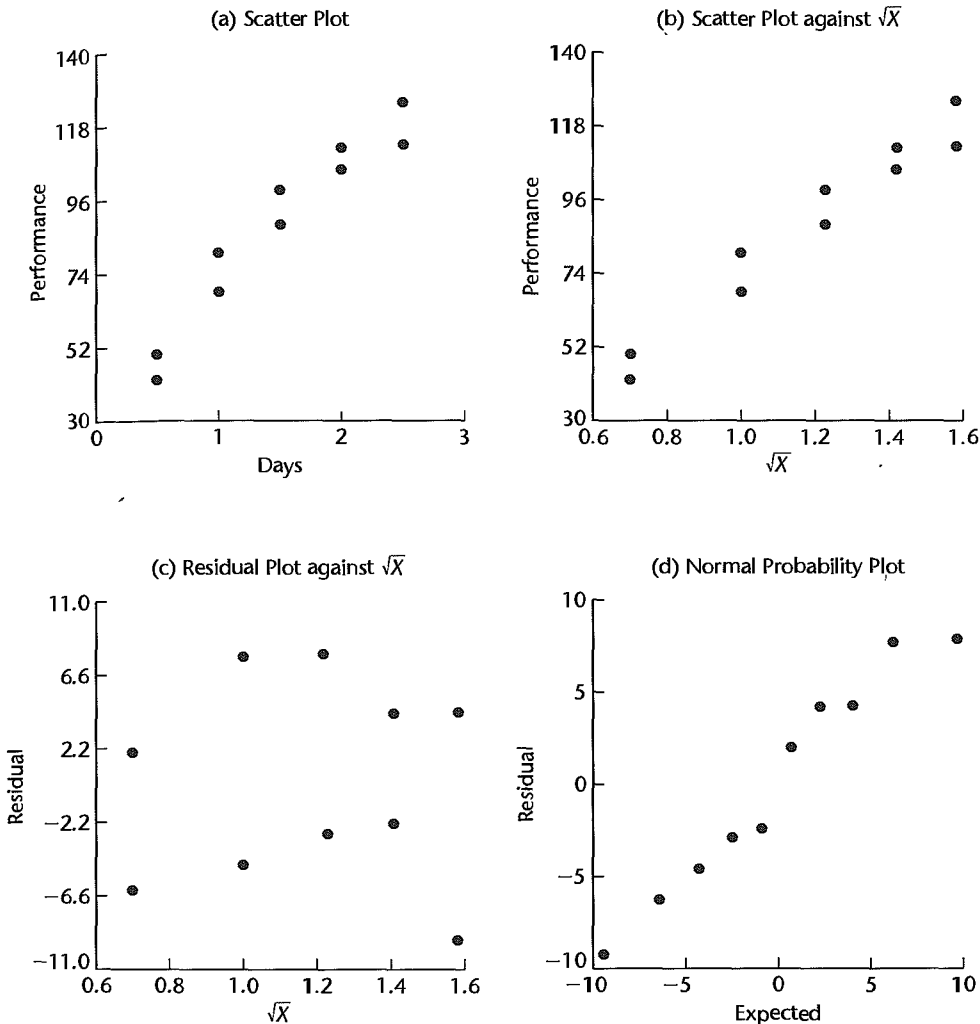 (a) Scatter Plot
140
118
96
74
52
30
Performance
0 1 2 3
Days
(b) Scatter Plot against √X
140
118
96
74
52
30
Performance
0.6 0.8 1.0 1.2 1.4 1.6
√X
(c) Residual Plot against √X
11.0
6.6
2.2
−2.2
−6.6
−11.0
Residual
0.6 0.8 1.0 1.2 1.4 1.6
√X
(d) Normal Probability Plot
10
5
0
−5
−10
Residual
−10 −5 0 5 10
Expected